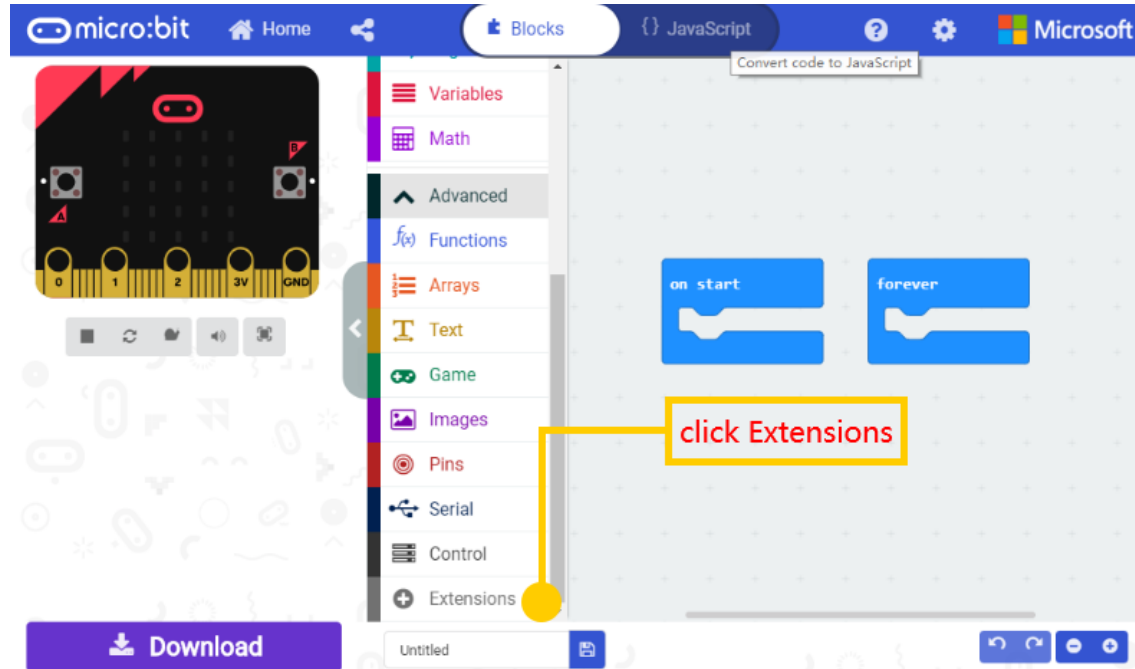 micro:bit
Home
Blocks
{} JavaScript
Microsoft
Convert code to JavaScript
Variables
Math
Advanced
f(x) Functions
Arrays
Text
Game
Images
Pins
Serial
Control
Extensions
B
A
0 1 2 3V GND
on start
forever
click Extensions
Download
Untitled